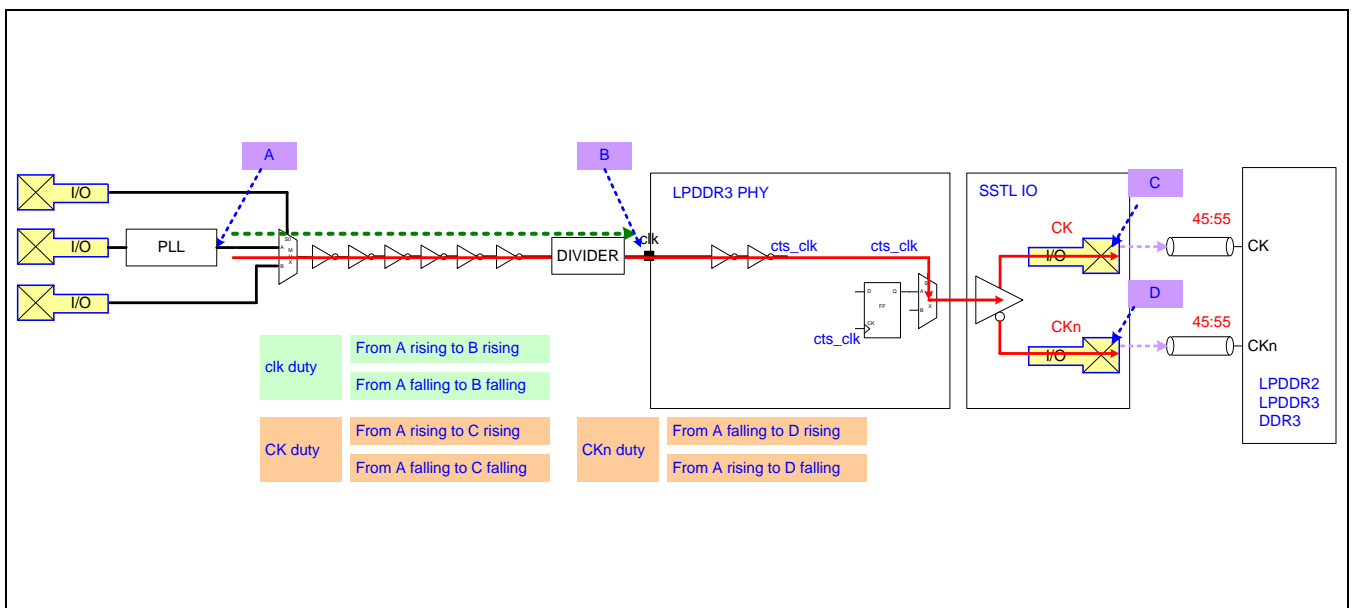 A
B
I/O
LPDDR3 PHY
SSTL IO
C
I/O
PLL
S0
A
B
M
U
X
clk
cts_clk
cts_clk
CK
45:55
CK
DIVIDER
I/O
I/O
D
Q
FF
CK
A
B
X
cts_clk
D
CKn
45:55
CKn
I/O
clk duty
From A rising to B rising
From A falling to B falling
LPDDR2
LPDDR3
DDR3
CK duty
From A rising to C rising
From A falling to C falling
CKn duty
From A falling to D rising
From A rising to D falling